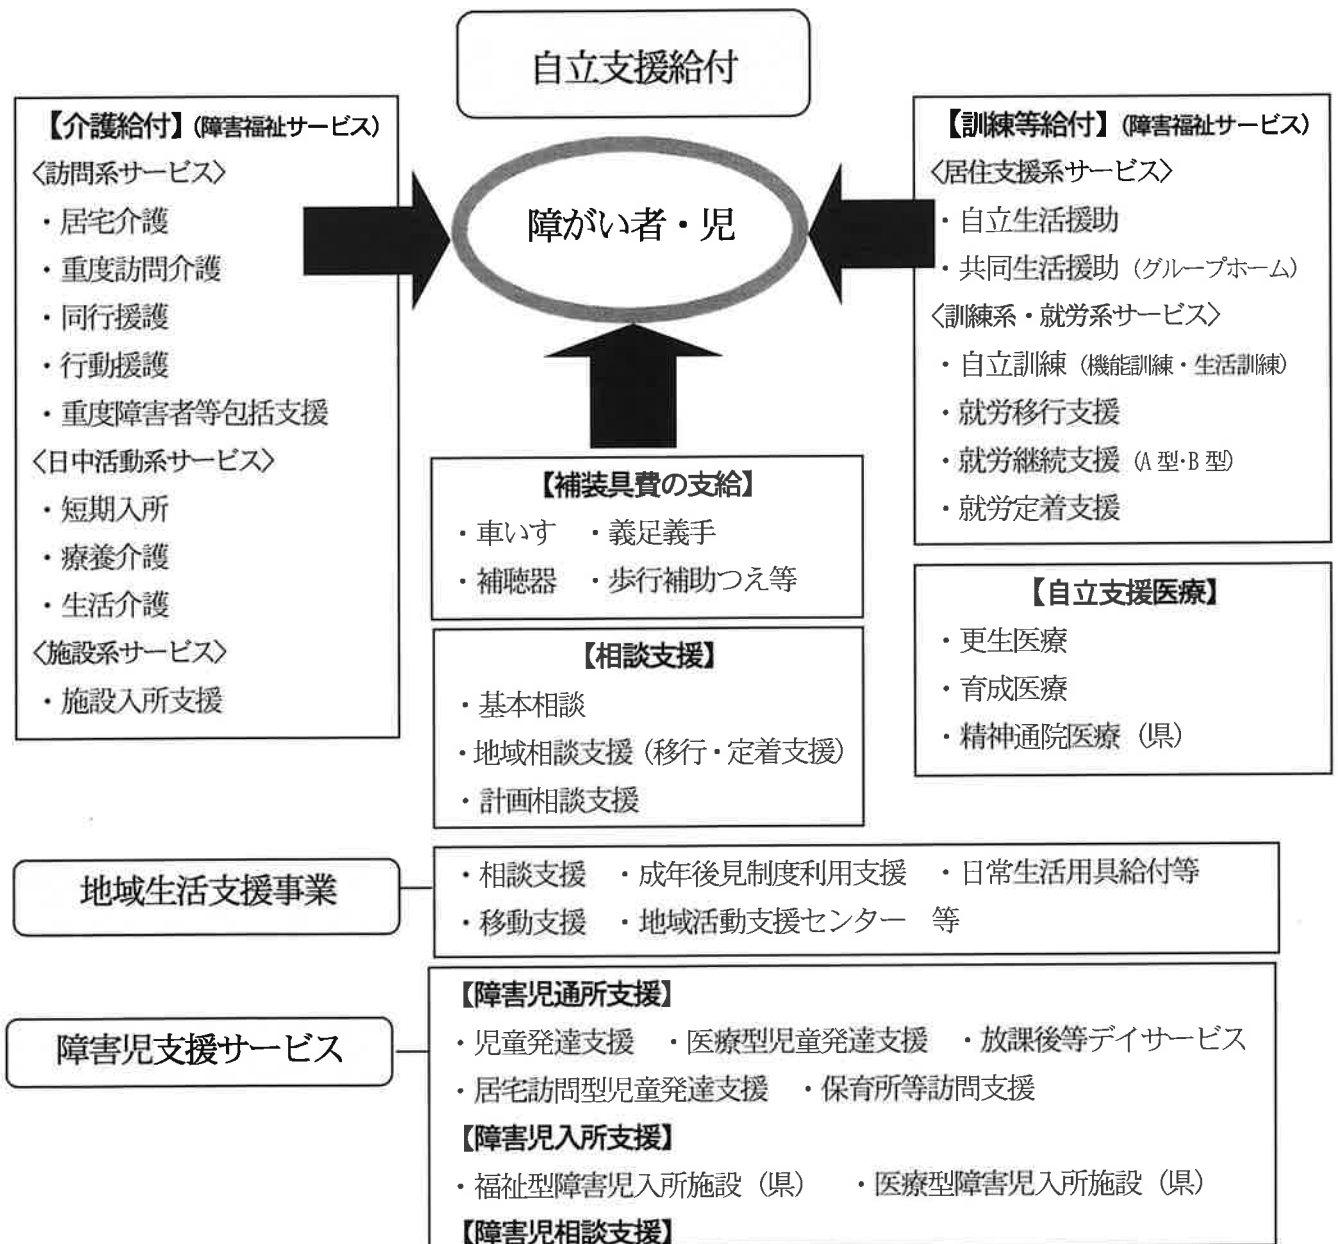 自立支援給付
【介護給付】(障害福祉サービス)
〈訪問系サービス〉
・居宅介護
・重度訪問介護
・同行援護
・行動援護
・重度障害者等包括支援
〈日中活動系サービス〉
・短期入所
・療養介護
・生活介護
〈施設系サービス〉
・施設入所支援
障がい者・児
【訓練等給付】(障害福祉サービス)
〈居住支援系サービス〉
・自立生活援助
・共同生活援助(グループホーム)
〈訓練系・就労系サービス〉
・自立訓練(機能訓練・生活訓練)
・就労移行支援
・就労継続支援(A型・B型)
・就労定着支援
【補装具費の支給】
・車いす ・義足義手
・補聴器 ・歩行補助つえ等
【自立支援医療】
・更生医療
・育成医療
・精神通院医療(県)
【相談支援】
・基本相談
・地域相談支援(移行・定着支援)
・計画相談支援
地域生活支援事業
・相談支援 ・成年後見制度利用支援 ・日常生活用具給付等
・移動支援 ・地域活動支援センター 等
障害児支援サービス
【障害児通所支援】
・児童発達支援 ・医療型児童発達支援 ・放課後等デイサービス
・居宅訪問型児童発達支援 ・保育所等訪問支援
【障害児入所支援】
・福祉型障害児入所施設(県) ・医療型障害児入所施設(県)
【障害児相談支援】